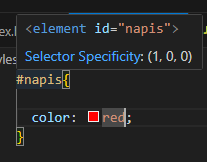 <element id="napis">
Selector Specificity: (1, 0, 0)
#napis{
color: red;
}